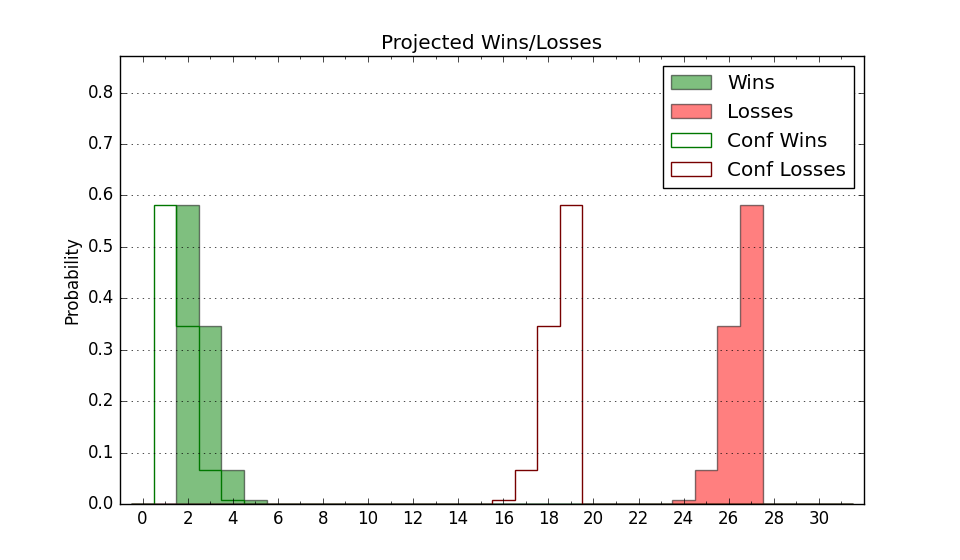 Projected Wins/Losses
Wins
Losses
Conf Wins
Conf Losses
Probability
0.8
0.7
0.6
0.5
0.4
0.3
0.2
0.1
0.0
0 2 4 6 8 10 12 14 16 18 20 22 24 26 28 30